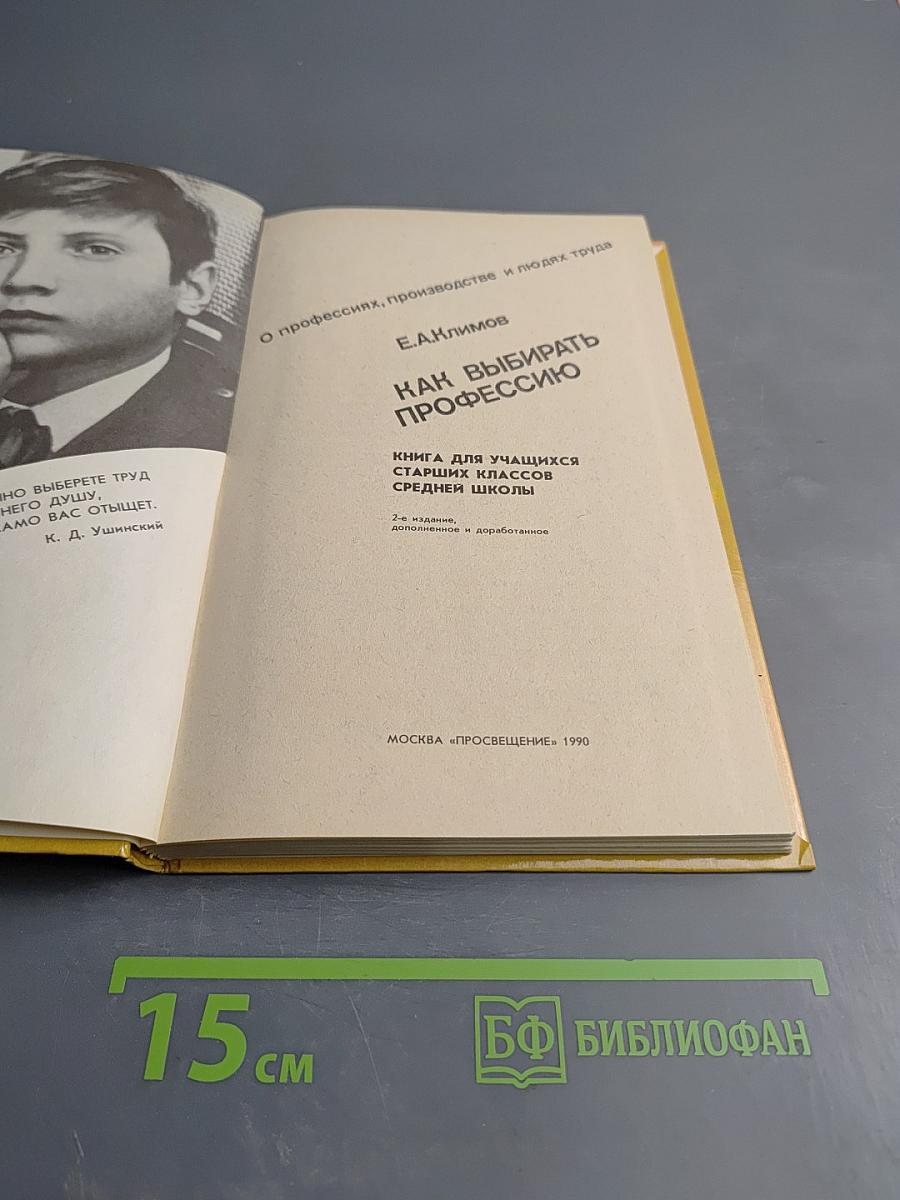 ВЫБЕРЕТЕ ТРУД
ДУШУ,
ВАС ОТЫЩЕТ.
К. Д. Ушинский
О профессиях, производстве и людях труда
Е.А.Климов
КАК ВЫБИРАТЬ
ПРОФЕССИЮ
КНИГА ДЛЯ УЧАЩИХСЯ
СТАРШИХ КЛАССОВ
СРЕДНЕЙ ШКОЛЫ
2-е издание,
дополненное и доработанное
МОСКВА «ПРОСВЕЩЕНИЕ» 1990
15 см
БФ БИБЛИОФАН